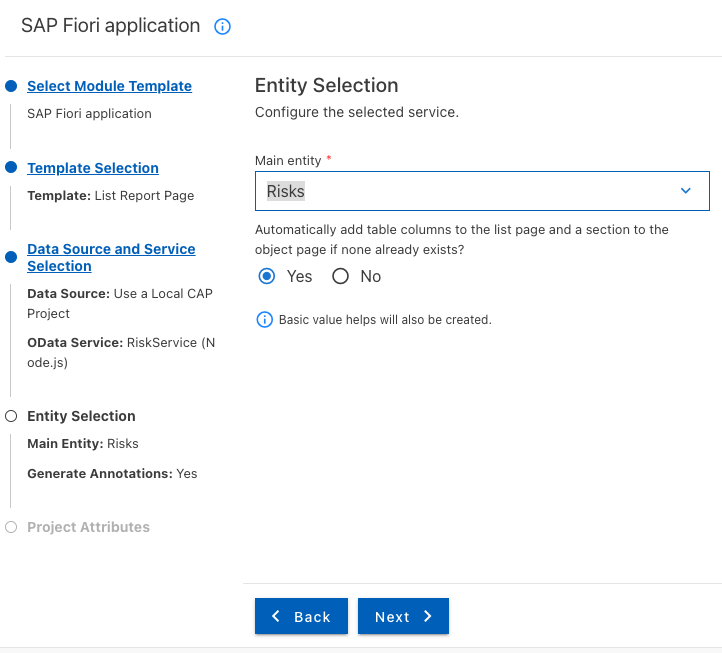 SAP Fiori application
Select Module Template
SAP Fiori application
Template Selection
Template: List Report Page
Data Source and Service
Selection
Data Source: Use a Local CAP
Project
OData Service: RiskService (N
ode.js)
Entity Selection
Main Entity: Risks
Generate Annotations: Yes
Project Attributes
Entity Selection
Configure the selected service.
Main entity *
Risks
Automatically add table columns to the list page and a section to the
object page if none already exists?
Yes No
Basic value helps will also be created.
Back Next